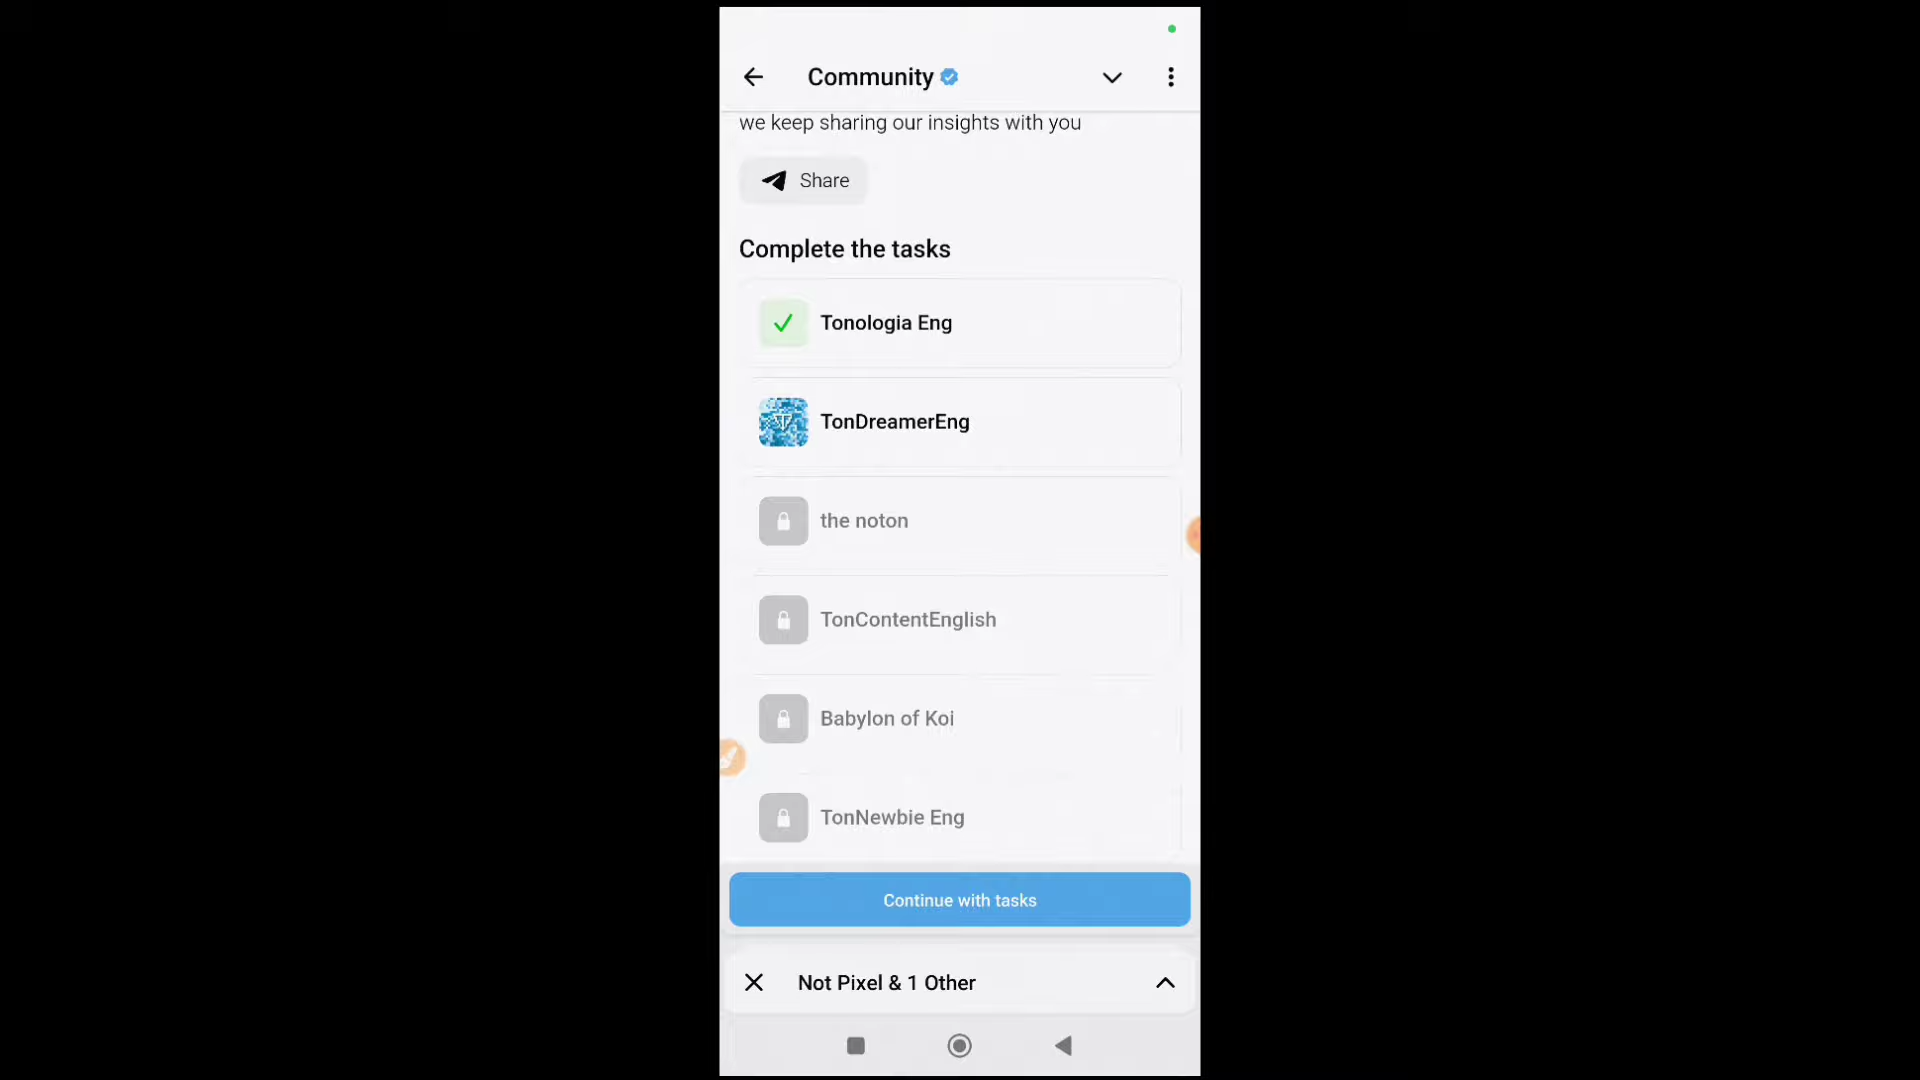 Community
we keep sharing our insights with you
Share
Complete the tasks
Tonologia Eng
TonDreamerEng
the noton
TonContentEnglish
Babylon of Koi
TonNewbie Eng
Continue with tasks
Not Pixel & 1 Other